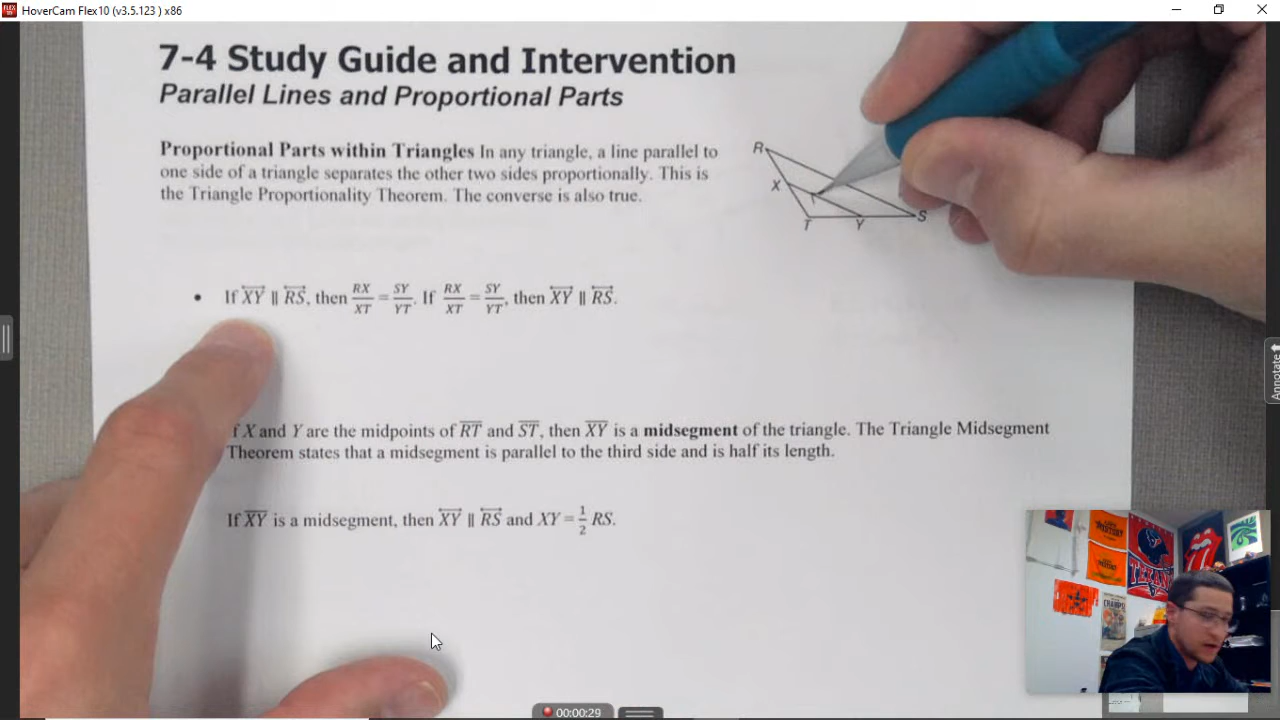 HoverCam Flex10 (v3.5.123 ) x86
7-4 Study Guide and Intervention
Parallel Lines and Proportional Parts
Proportional Parts within Triangles In any triangle, a line parallel to
one side of a triangle separates the other two sides proportionally. This is
the Triangle Proportionality Theorem. The converse is also true.
R
X
T
Y
S
• If XY ∥ RS, then RX/XT = SY/YT. If RX/XT = SY/YT, then XY ∥ RS.
f X and Y are the midpoints of RT and ST, then XY is a midsegment of the triangle. The Triangle Midsegment
Theorem states that a midsegment is parallel to the third side and is half its length.
If XY is a midsegment, then XY ∥ RS and XY = 1/2 RS.
Annotate
TEXANS
00:00:29